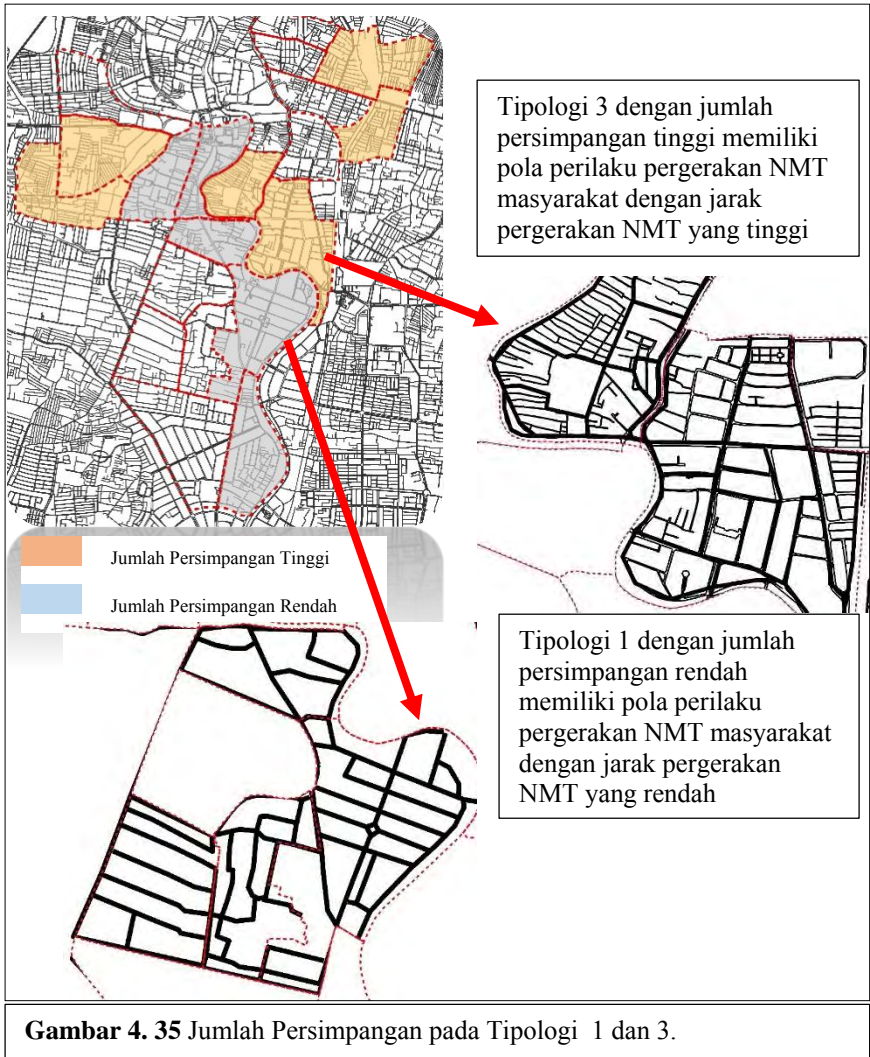 Tipologi 3 dengan jumlah
persimpangan tinggi memiliki
pola perilaku pergerakan NMT
masyarakat dengan jarak
pergerakan NMT yang tinggi
Jumlah Persimpangan Tinggi
Jumlah Persimpangan Rendah
Tipologi 1 dengan jumlah
persimpangan rendah
memiliki pola perilaku
pergerakan NMT masyarakat
dengan jarak pergerakan
NMT yang rendah
Gambar 4. 35 Jumlah Persimpangan pada Tipologi 1 dan 3.